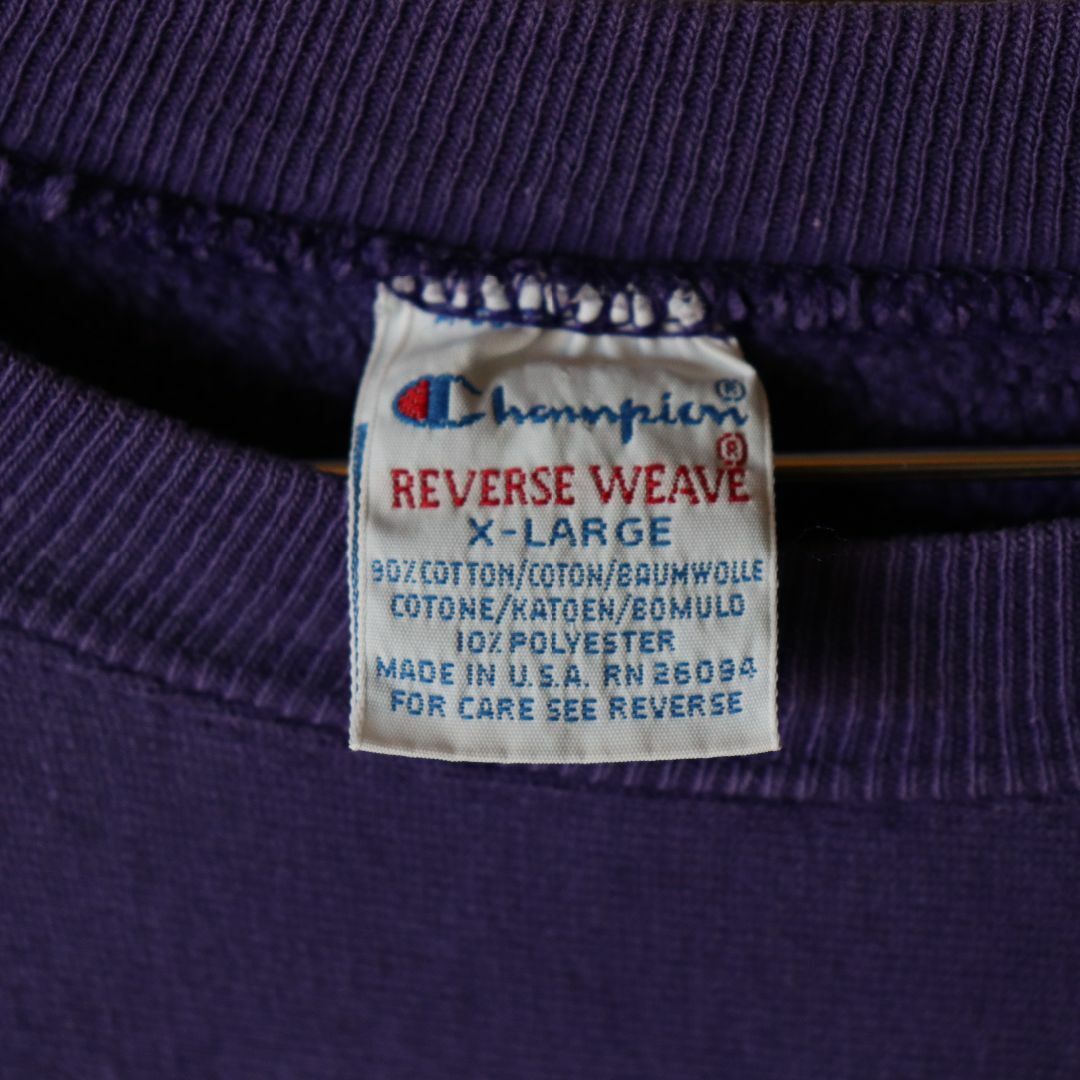 Champion®
REVERSE WEAVE®
X-LARGE
90% COTTON/COTON/BAUMWOLLE
COTONE/KATOEN/BOMULD
10% POLYESTER
MADE IN U.S.A. RN 26094
FOR CARE SEE REVERSE